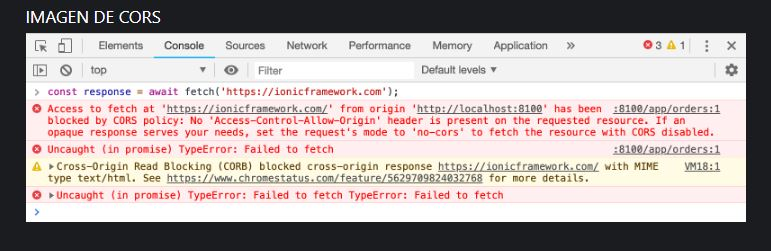 IMAGEN DE CORS
Elements Console Sources Network Performance Memory Application » 3 1
top Filter Default levels
const response = await fetch('https://ionicframework.com');
Access to fetch at 'https://ionicframework.com/' from origin 'http://localhost:8100' has been :8100/app/orders:1
blocked by CORS policy: No 'Access-Control-Allow-Origin' header is present on the requested resource. If an
opaque response serves your needs, set the request's mode to 'no-cors' to fetch the resource with CORS disabled.
Uncaught (in promise) TypeError: Failed to fetch :8100/app/orders:1
Cross-Origin Read Blocking (CORB) blocked cross-origin response https://ionicframework.com/ with MIME VM18:1
type text/html. See https://www.chromestatus.com/feature/5629709824032768 for more details.
Uncaught (in promise) TypeError: Failed to fetch TypeError: Failed to fetch